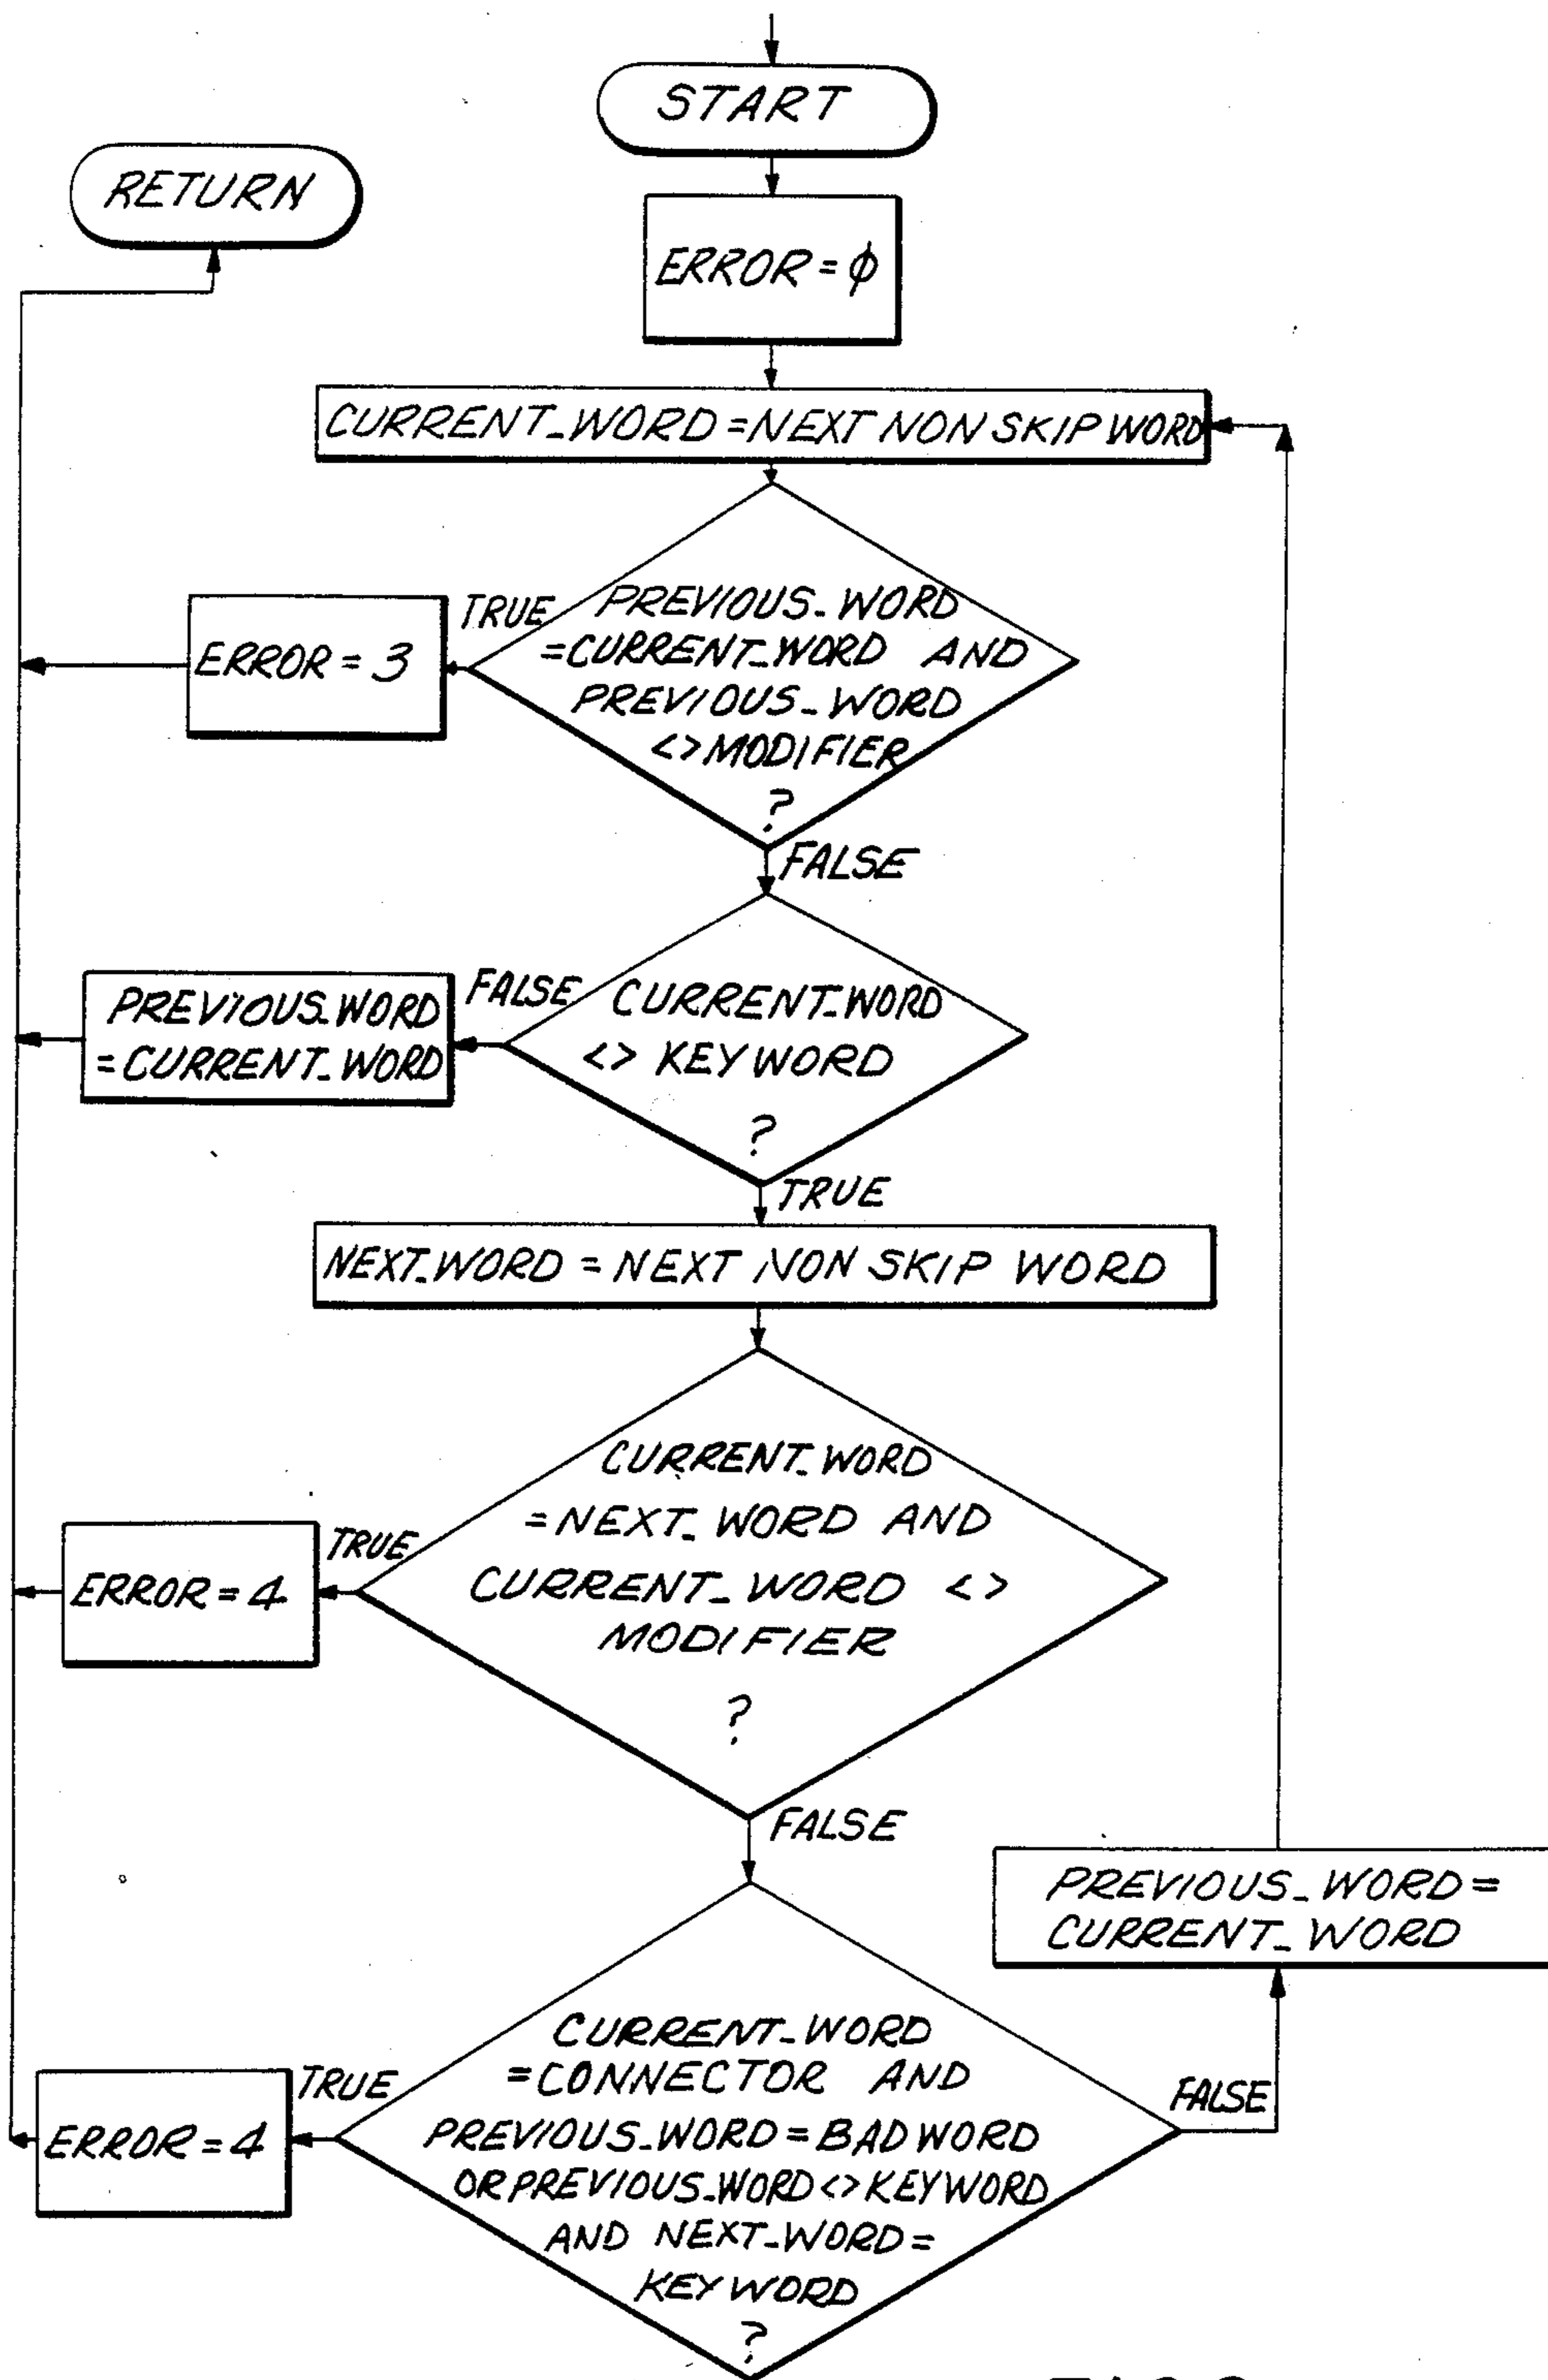 START
RETURN
ERROR = φ
CURRENT_WORD = NEXT NON SKIP WORD
TRUE
PREVIOUS_WORD
=CURRENT_WORD AND
PREVIOUS_WORD
<>MODIFIER
?
ERROR = 3
FALSE
PREVIOUS_WORD
=CURRENT_WORD
FALSE
CURRENT_WORD
<> KEYWORD
?
TRUE
NEXT_WORD = NEXT NON SKIP WORD
CURRENT_WORD
=NEXT_WORD AND
CURRENT_WORD <>
MODIFIER
?
TRUE
ERROR = 4
FALSE
PREVIOUS_WORD =
CURRENT_WORD
CURRENT_WORD
=CONNECTOR AND
PREVIOUS_WORD = BAD WORD
OR PREVIOUS_WORD <> KEYWORD
AND NEXT_WORD =
KEYWORD
?
TRUE
ERROR = 4
FALSE